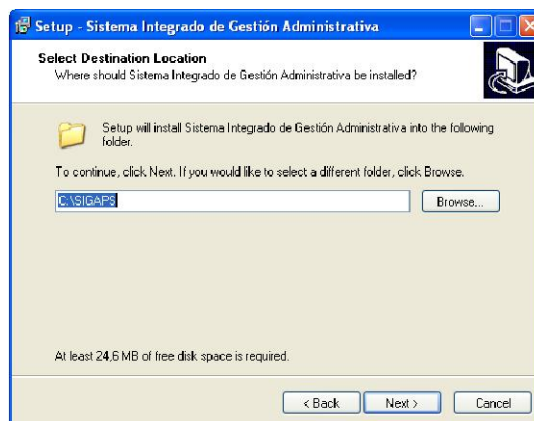 Setup - Sistema Integrado de Gestión Administrativa
Select Destination Location
Where should Sistema Integrado de Gestión Administrativa be installed?
Setup will install Sistema Integrado de Gestión Administrativa into the following
folder.
To continue, click Next. If you would like to select a different folder, click Browse.
C:\SIGAPS
Browse...
At least 24,6 MB of free disk space is required.
< Back
Next >
Cancel